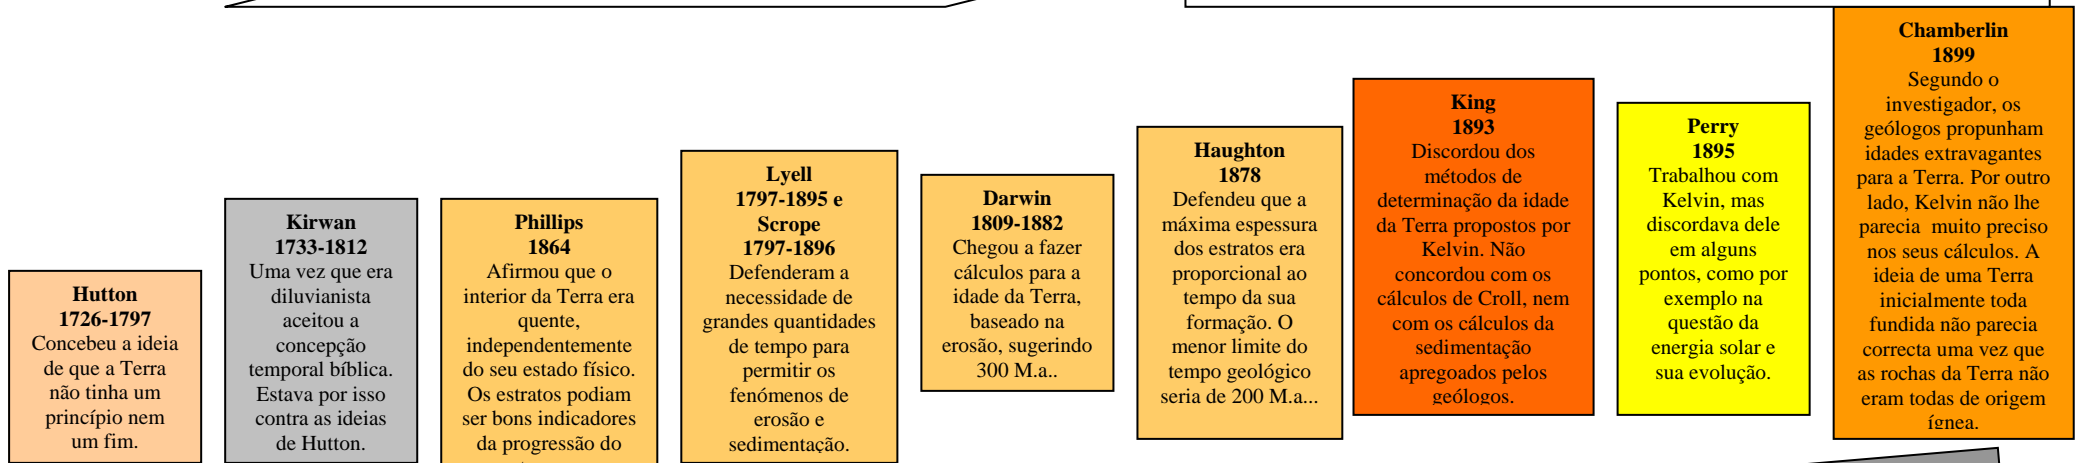 Hutton
1726-1797
Concebeu a ideia
de que a Terra
não tinha um
princípio nem
um fim.
Kirwan
1733-1812
Uma vez que era
diluvianista
aceitou a
concepção
temporal bíblica.
Estava por isso
contra as ideias
de Hutton.
Phillips
1864
Afirmou que o
interior da Terra era
quente,
independentemente
do seu estado físico.
Os estratos podiam
ser bons indicadores
da progressão do
Lyell
1797-1895 e
Scrope
1797-1896
Defenderam a
necessidade de
grandes quantidades
de tempo para
permitir os
fenómenos de
erosão e
sedimentação.
Darwin
1809-1882
Chegou a fazer
cálculos para a
idade da Terra,
baseado na
erosão, sugerindo
300 M.a..
Haughton
1878
Defendeu que a
máxima espessura
dos estratos era
proporcional ao
tempo da sua
formação. O
menor limite do
tempo geológico
seria de 200 M.a...
King
1893
Discordou dos
métodos de
determinação da idade
da Terra propostos por
Kelvin. Não
concordou com os
cálculos de Croll, nem
com os cálculos da
sedimentação
apregoados pelos
geólogos.
Perry
1895
Trabalhou com
Kelvin, mas
discordava dele
em alguns
pontos, como por
exemplo na
questão da
energia solar e
sua evolução.
Chamberlin
1899
Segundo o
investigador, os
geólogos propunham
idades extravagantes
para a Terra. Por outro
lado, Kelvin não lhe
parecia muito preciso
nos seus cálculos. A
ideia de uma Terra
inicialmente toda
fundida não parecia
correcta uma vez que
as rochas da Terra não
eram todas de origem
ígnea.